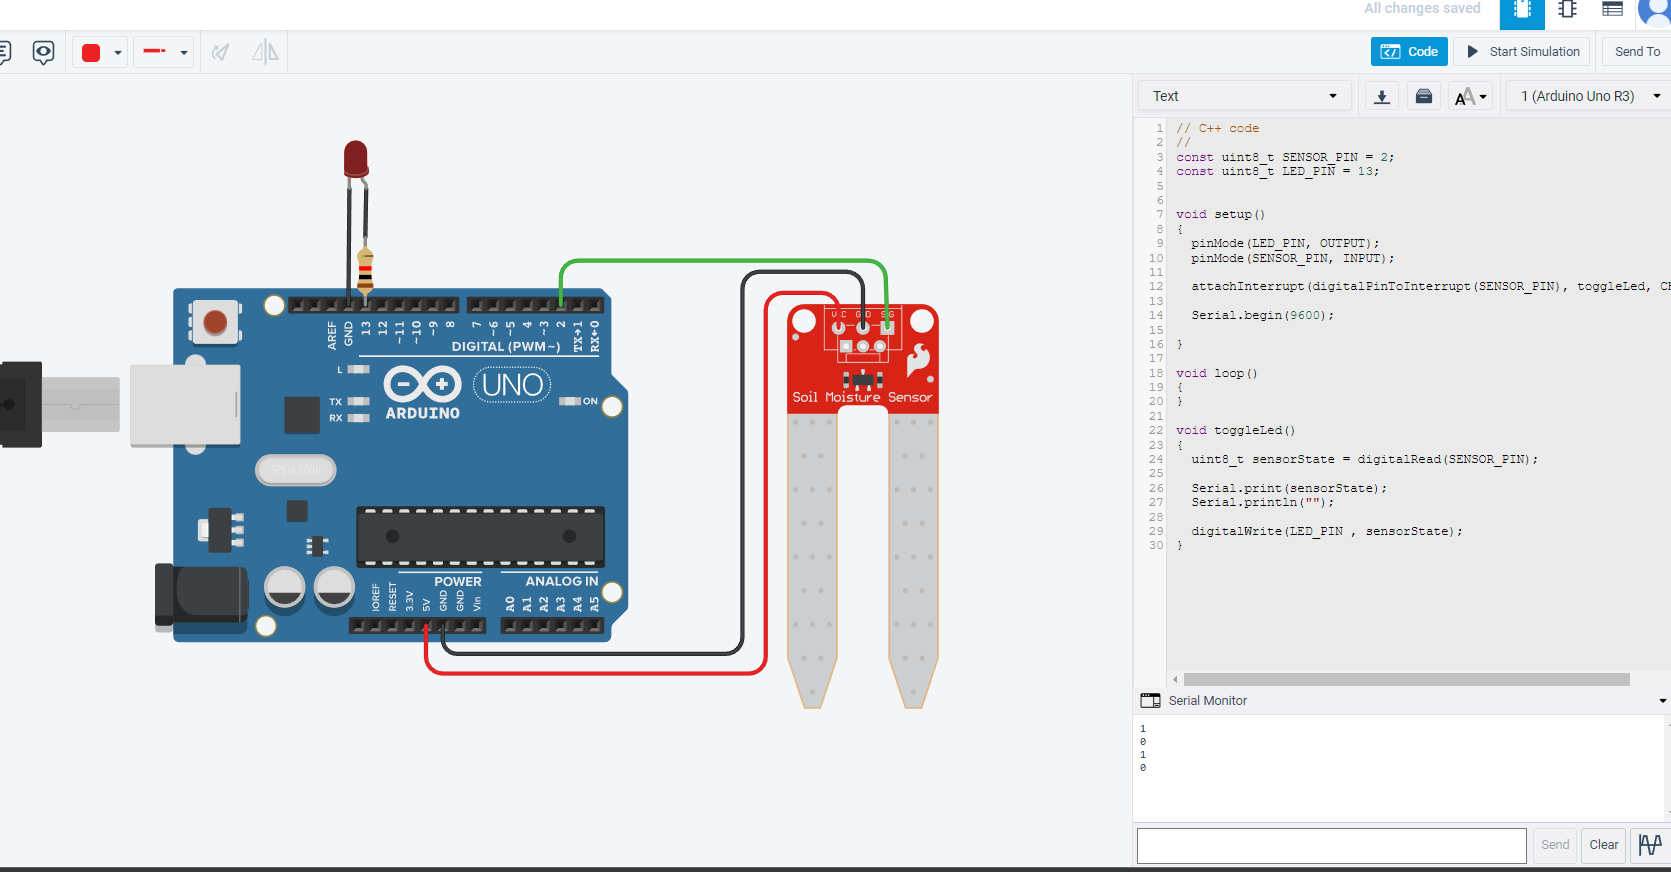 All changes saved
Code
Start Simulation
Send To
Text
1 (Arduino Uno R3)
1 // C++ code
2 //
3 const uint8_t SENSOR_PIN = 2;
4 const uint8_t LED_PIN = 13;
5
6
7 void setup()
8 {
9 pinMode(LED_PIN, OUTPUT);
10 pinMode(SENSOR_PIN, INPUT);
11
12 attachInterrupt(digitalPinToInterrupt(SENSOR_PIN), toggleLed, CH
13
14 Serial.begin(9600);
15
16 }
17
18 void loop()
19 {
20 }
21
22 void toggleLed()
23 {
24 uint8_t sensorState = digitalRead(SENSOR_PIN);
25
26 Serial.print(sensorState);
27 Serial.println("");
28
29 digitalWrite(LED_PIN , sensorState);
30 }
Serial Monitor
1
0
1
0
Send
Clear
AREF
GND
13
12
~11
~10
~9
8
7
~6
~5
4
~3
2
TX→1
RX←0
DIGITAL (PWM~)
L
TX
RX
ARDUINO
UNO
ON
POWER
ANALOG IN
IOREF
RESET
3.3V
5V
GND
GND
Vin
A0
A1
A2
A3
A4
A5
Soil Moisture Sensor